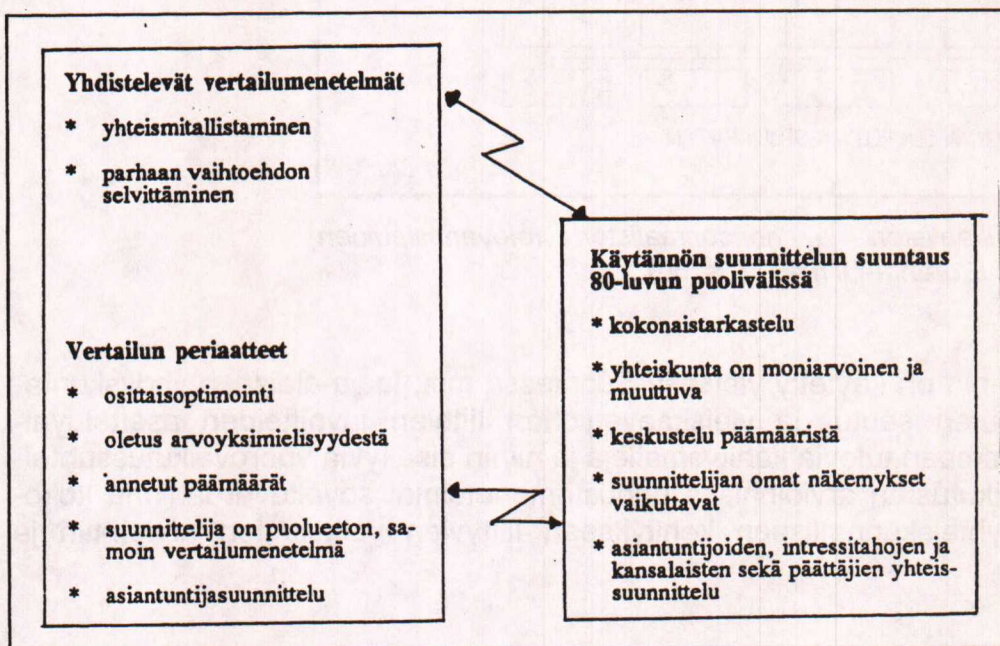 Yhdistelevät vertailumenetelmät
* yhteismitallistaminen
* parhaan vaihtoehdon
selvittäminen
Vertailun periaatteet
* osittaisoptimointi
* oletus arvoyksimielisyydestä
* annetut päämäärät
* suunnittelija on puolueeton, sa-
moin vertailumenetelmä
* asiantuntijasuunnittelu
Käytännön suunnittelun suuntaus
80-luvun puolivälissä
* kokonaistarkastelu
* yhteiskunta on moniarvoinen ja
muuttuva
* keskustelu päämääristä
* suunnittelijan omat näkemykset
vaikuttavat
* asiantuntijoiden, intressitahojen ja
kansalaisten sekä päättäjien yhteis-
suunnittelu